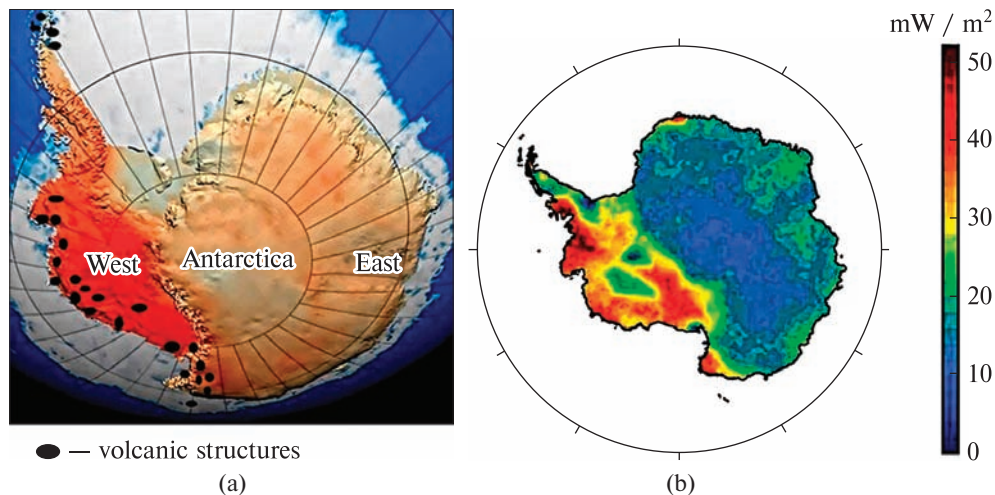 mW / m²
50
40
30
20
10
0
West
Antarctica
East
— volcanic structures
(a)
(b)